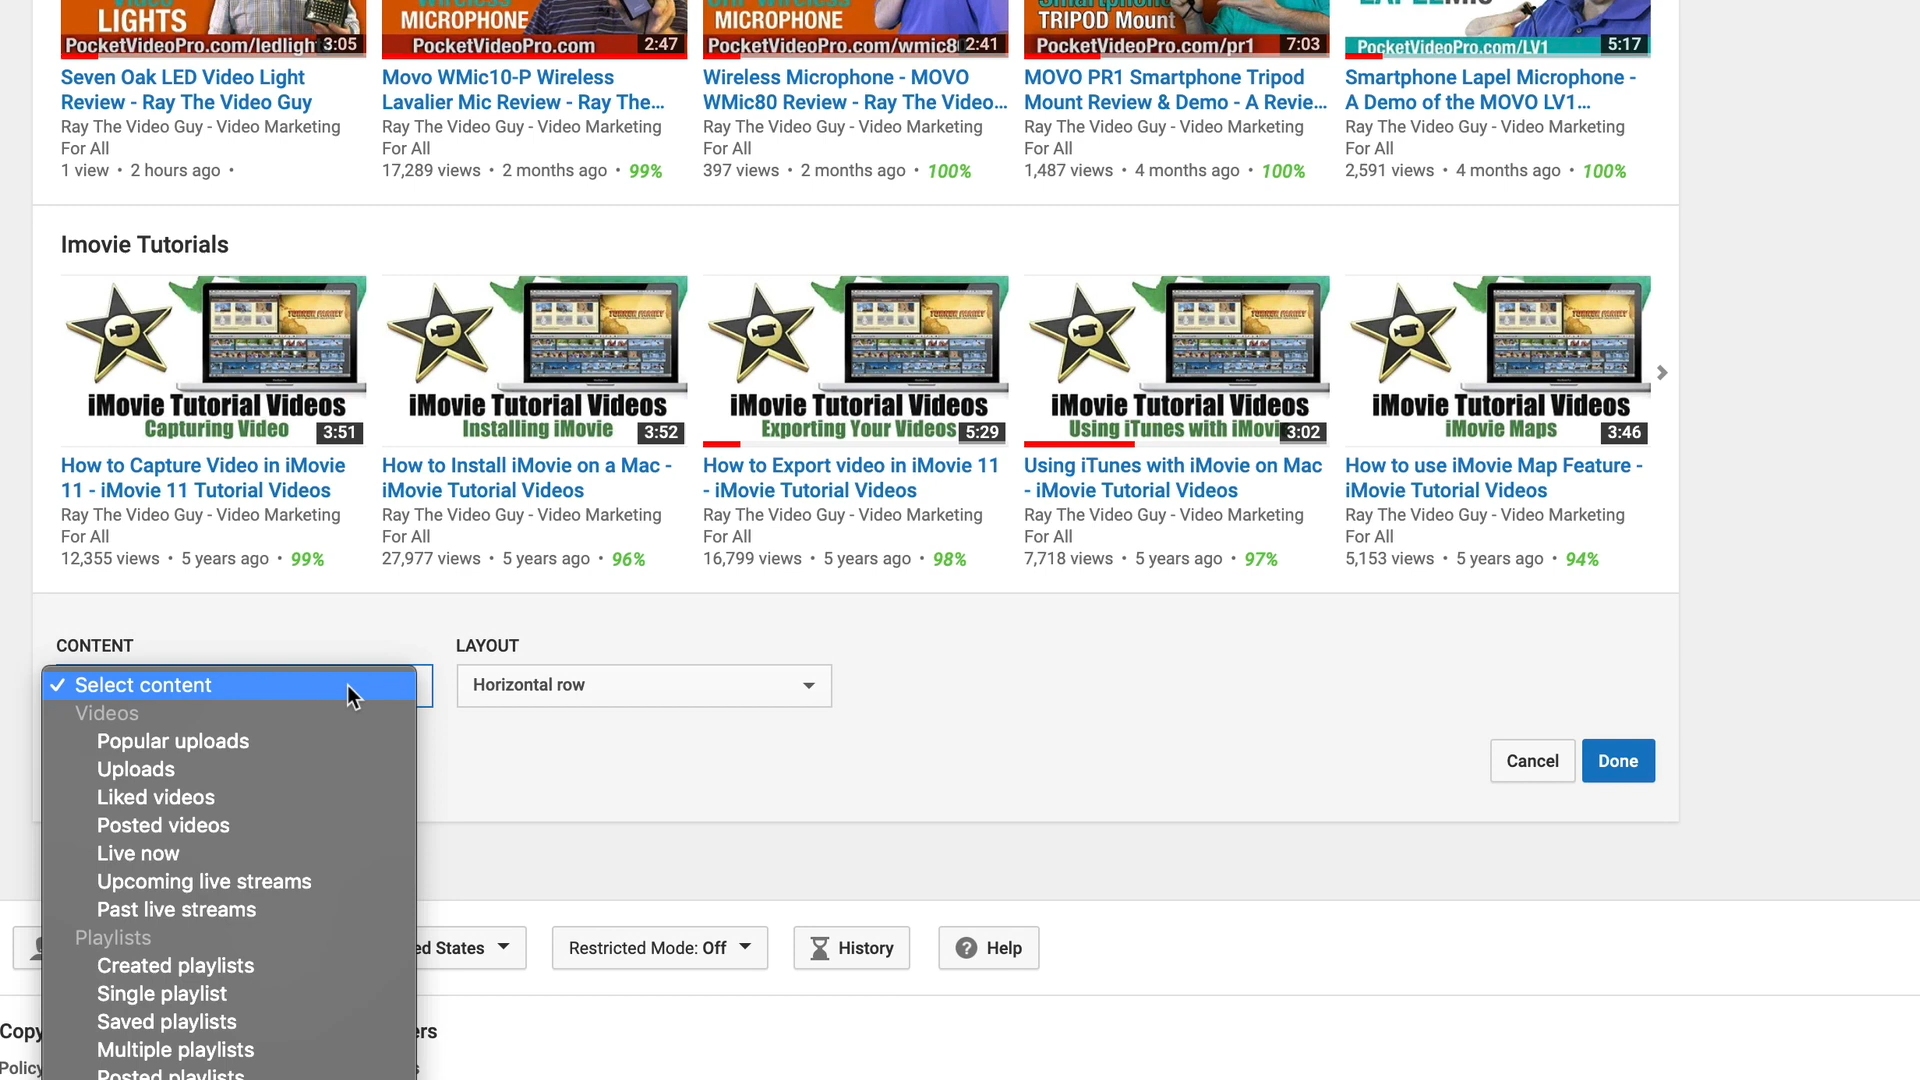 LIGHTS
PocketVideoPro.com/ledligh 3:05
MICROPHONE
PocketVideoPro.com 2:47
MICROPHONE
PocketVideoPro.com/wmic8 2:41
TRIPOD Mount
PocketVideoPro.com/pr1 7:03
PocketVideoPro.com/LV1 5:17
Seven Oak LED Video Light
Review - Ray The Video Guy
Ray The Video Guy - Video Marketing
For All
1 view • 2 hours ago •
Movo WMic10-P Wireless
Lavalier Mic Review - Ray The...
Ray The Video Guy - Video Marketing
For All
17,289 views • 2 months ago • 99%
Wireless Microphone - MOVO
WMic80 Review - Ray The Video...
Ray The Video Guy - Video Marketing
For All
397 views • 2 months ago • 100%
MOVO PR1 Smartphone Tripod
Mount Review & Demo - A Revie...
Ray The Video Guy - Video Marketing
For All
1,487 views • 4 months ago • 100%
Smartphone Lapel Microphone -
A Demo of the MOVO LV1...
Ray The Video Guy - Video Marketing
For All
2,591 views • 4 months ago • 100%
Imovie Tutorials
iMovie Tutorial Videos
Capturing Video 3:51
iMovie Tutorial Videos
Installing iMovie 3:52
iMovie Tutorial Videos
Exporting Your Videos 5:29
iMovie Tutorial Videos
Using iTunes with iMovi 3:02
iMovie Tutorial Videos
iMovie Maps 3:46
How to Capture Video in iMovie
11 - iMovie 11 Tutorial Videos
Ray The Video Guy - Video Marketing
For All
12,355 views • 5 years ago • 99%
How to Install iMovie on a Mac -
iMovie Tutorial Videos
Ray The Video Guy - Video Marketing
For All
27,977 views • 5 years ago • 96%
How to Export video in iMovie 11
- iMovie Tutorial Videos
Ray The Video Guy - Video Marketing
For All
16,799 views • 5 years ago • 98%
Using iTunes with iMovie on Mac
- iMovie Tutorial Videos
Ray The Video Guy - Video Marketing
For All
7,718 views • 5 years ago • 97%
How to use iMovie Map Feature -
iMovie Tutorial Videos
Ray The Video Guy - Video Marketing
For All
5,153 views • 5 years ago • 94%
CONTENT
LAYOUT
✓ Select content
Horizontal row
Videos
Popular uploads
Uploads
Liked videos
Posted videos
Live now
Upcoming live streams
Past live streams
Playlists
Created playlists
Single playlist
Saved playlists
Multiple playlists
Posted playlists
Cancel
Done
ed States
Restricted Mode: Off
History
Help
Copy
ers
Policy